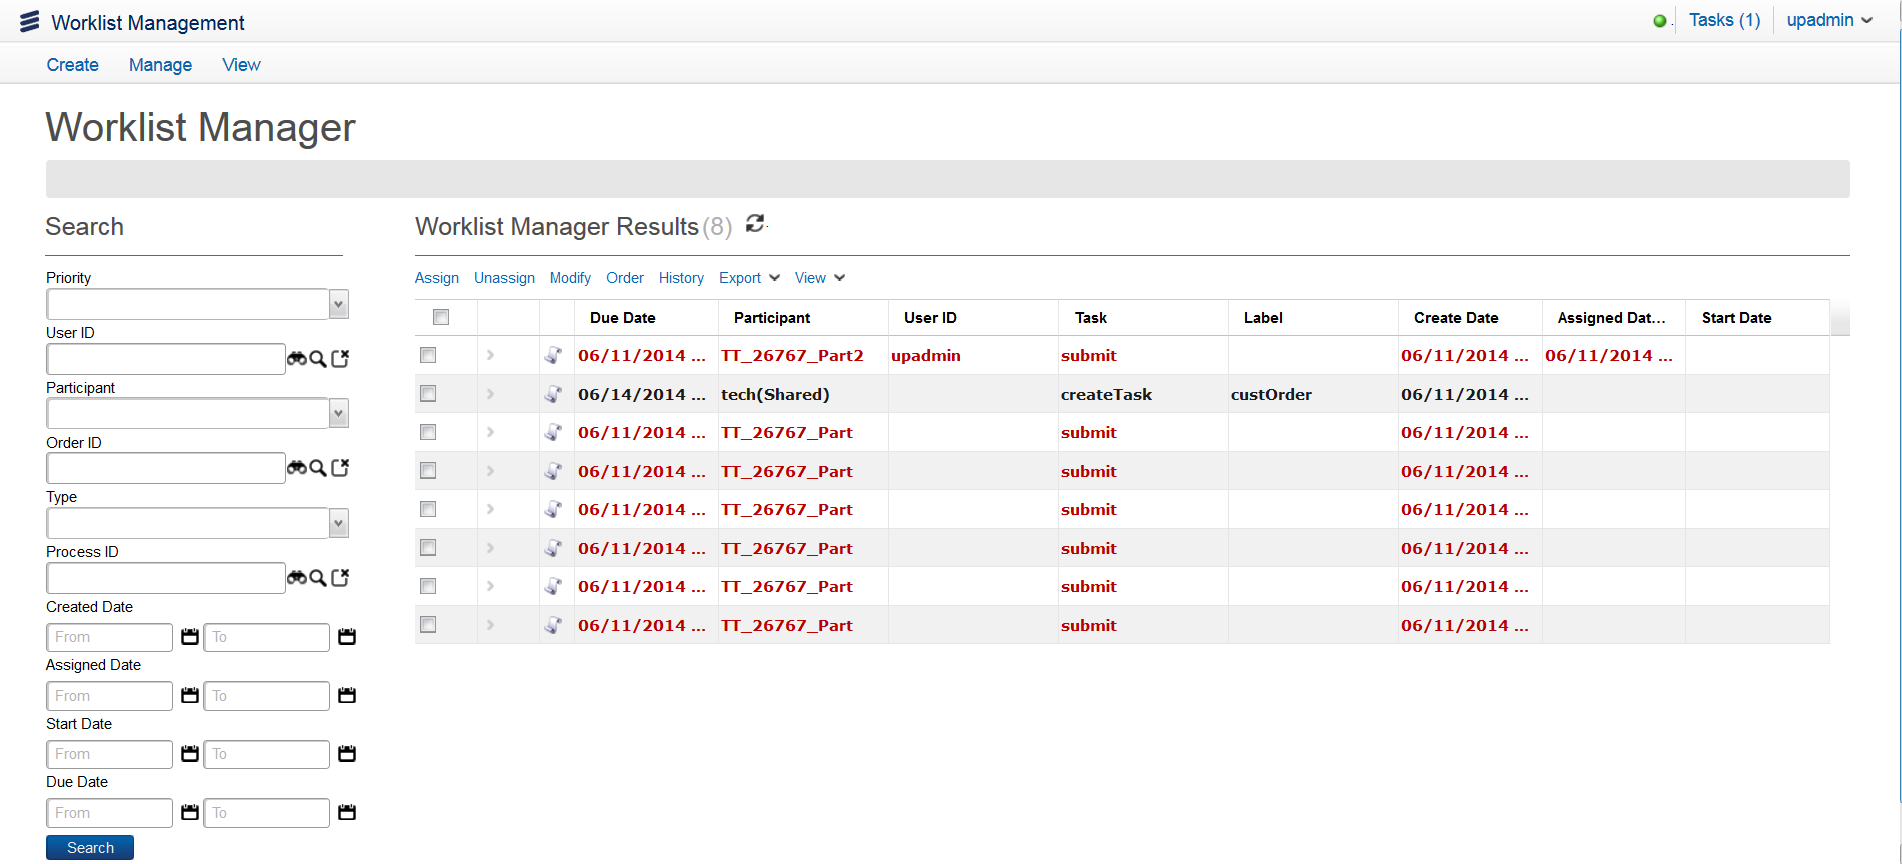 Worklist Management
. Tasks (1) upadmin
Create Manage View
Worklist Manager
Search
Priority
User ID
Participant
Order ID
Type
Process ID
Created Date
From To
Assigned Date
From To
Start Date
From To
Due Date
From To
Search
Worklist Manager Results (8) .
Assign Unassign Modify Order History Export View
Due Date Participant User ID Task Label Create Date Assigned Dat... Start Date
06/11/2014 ... TT_26767_Part2 upadmin submit 06/11/2014 ... 06/11/2014 ...
06/14/2014 ... tech(Shared) createTask custOrder 06/11/2014 ...
06/11/2014 ... TT_26767_Part submit 06/11/2014 ...
06/11/2014 ... TT_26767_Part submit 06/11/2014 ...
06/11/2014 ... TT_26767_Part submit 06/11/2014 ...
06/11/2014 ... TT_26767_Part submit 06/11/2014 ...
06/11/2014 ... TT_26767_Part submit 06/11/2014 ...
06/11/2014 ... TT_26767_Part submit 06/11/2014 ...